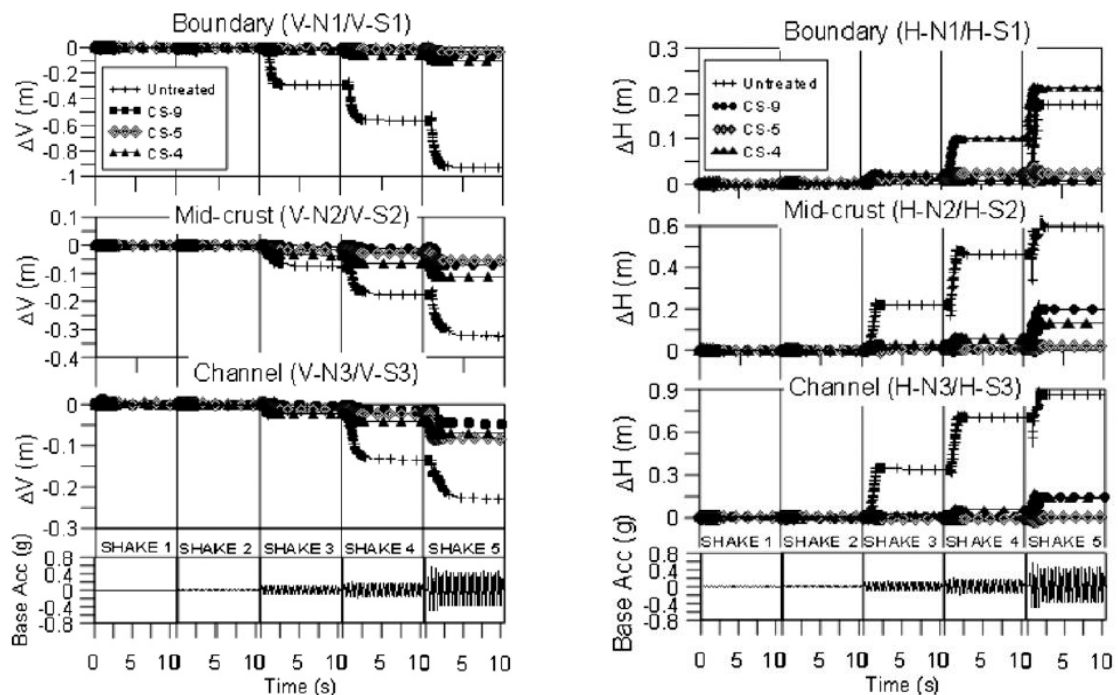 Boundary (V-N1/V-S1)
0
-0.2
-0.4
-0.6
-0.8
-1
ΔV (m)
Untreated
CS-9
CS-5
CS-4
Mid-crust (V-N2/V-S2)
0.1
0
-0.1
-0.2
-0.3
-0.4
ΔV (m)
Channel (V-N3/V-S3)
0
-0.1
-0.2
-0.3
ΔV (m)
SHAKE 1 SHAKE 2 SHAKE 3 SHAKE 4 SHAKE 5
0.8
0.4
0
-0.4
-0.8
Base Acc (g)
0 5 10 0 5 10 0 5 10 0 5 10 0 5 10
Time (s)
Boundary (H-N1/H-S1)
0.3
0.2
0.1
0
ΔH (m)
Untreated
CS-9
CS-5
CS-4
Mid-crust (H-N2/H-S2)
0.6
0.4
0.2
0
ΔH (m)
Channel (H-N3/H-S3)
0.9
0.6
0.3
0
ΔH (m)
SHAKE 1 SHAKE 2 SHAKE 3 SHAKE 4 SHAKE 5
0.8
0.4
0
-0.4
-0.8
Base Acc (g)
0 5 10 0 5 10 0 5 10 0 5 10 0 5 10
Time (s)